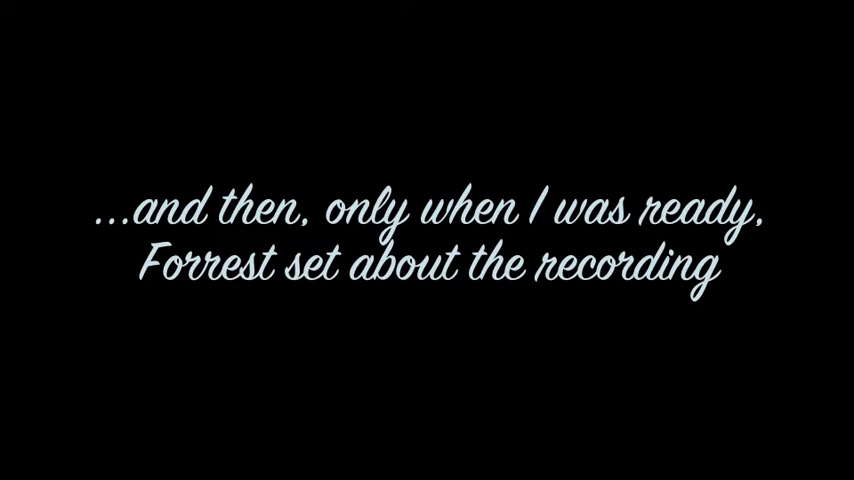 ...and then, only when I was ready,
Forrest set about the recording